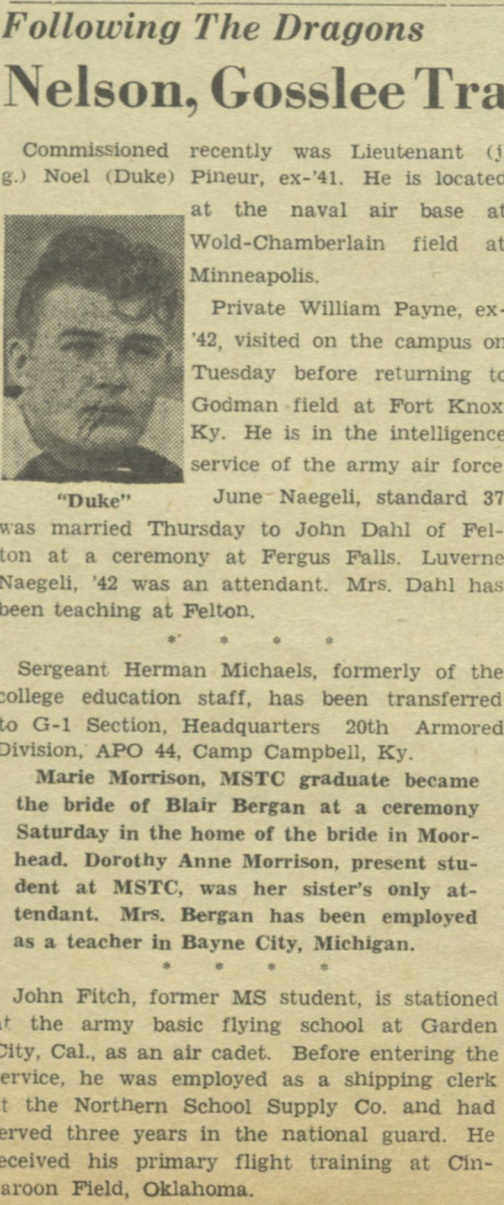 Following The Dragons
Nelson, Gosslee Tra
Commissioned recently was Lieutenant (j
g.) Noel (Duke) Pineur, ex-'41. He is located
at the naval air base at
Wold-Chamberlain field at
Minneapolis.
Private William Payne, ex-
'42, visited on the campus on
Tuesday before returning to
Godman field at Fort Knox
Ky. He is in the intelligence
service of the army air force
"Duke"
June Naegeli, standard 37
was married Thursday to John Dahl of Fel-
ton at a ceremony at Fergus Falls. Luverne
Naegeli, '42 was an attendant. Mrs. Dahl has
been teaching at Felton.
* * * *
Sergeant Herman Michaels, formerly of the
college education staff, has been transferred
to G-1 Section, Headquarters 20th Armored
Division, APO 44, Camp Campbell, Ky.
Marie Morrison, MSTC graduate became
the bride of Blair Bergan at a ceremony
Saturday in the home of the bride in Moor-
head. Dorothy Anne Morrison, present stu-
dent at MSTC, was her sister's only at-
tendant. Mrs. Bergan has been employed
as a teacher in Bayne City, Michigan.
* * * *
John Fitch, former MS student, is stationed
at the army basic flying school at Garden
City, Cal., as an air cadet. Before entering the
ervice, he was employed as a shipping clerk
t the Northern School Supply Co. and had
erved three years in the national guard. He
eceived his primary flight training at Cin-
aroon Field, Oklahoma.